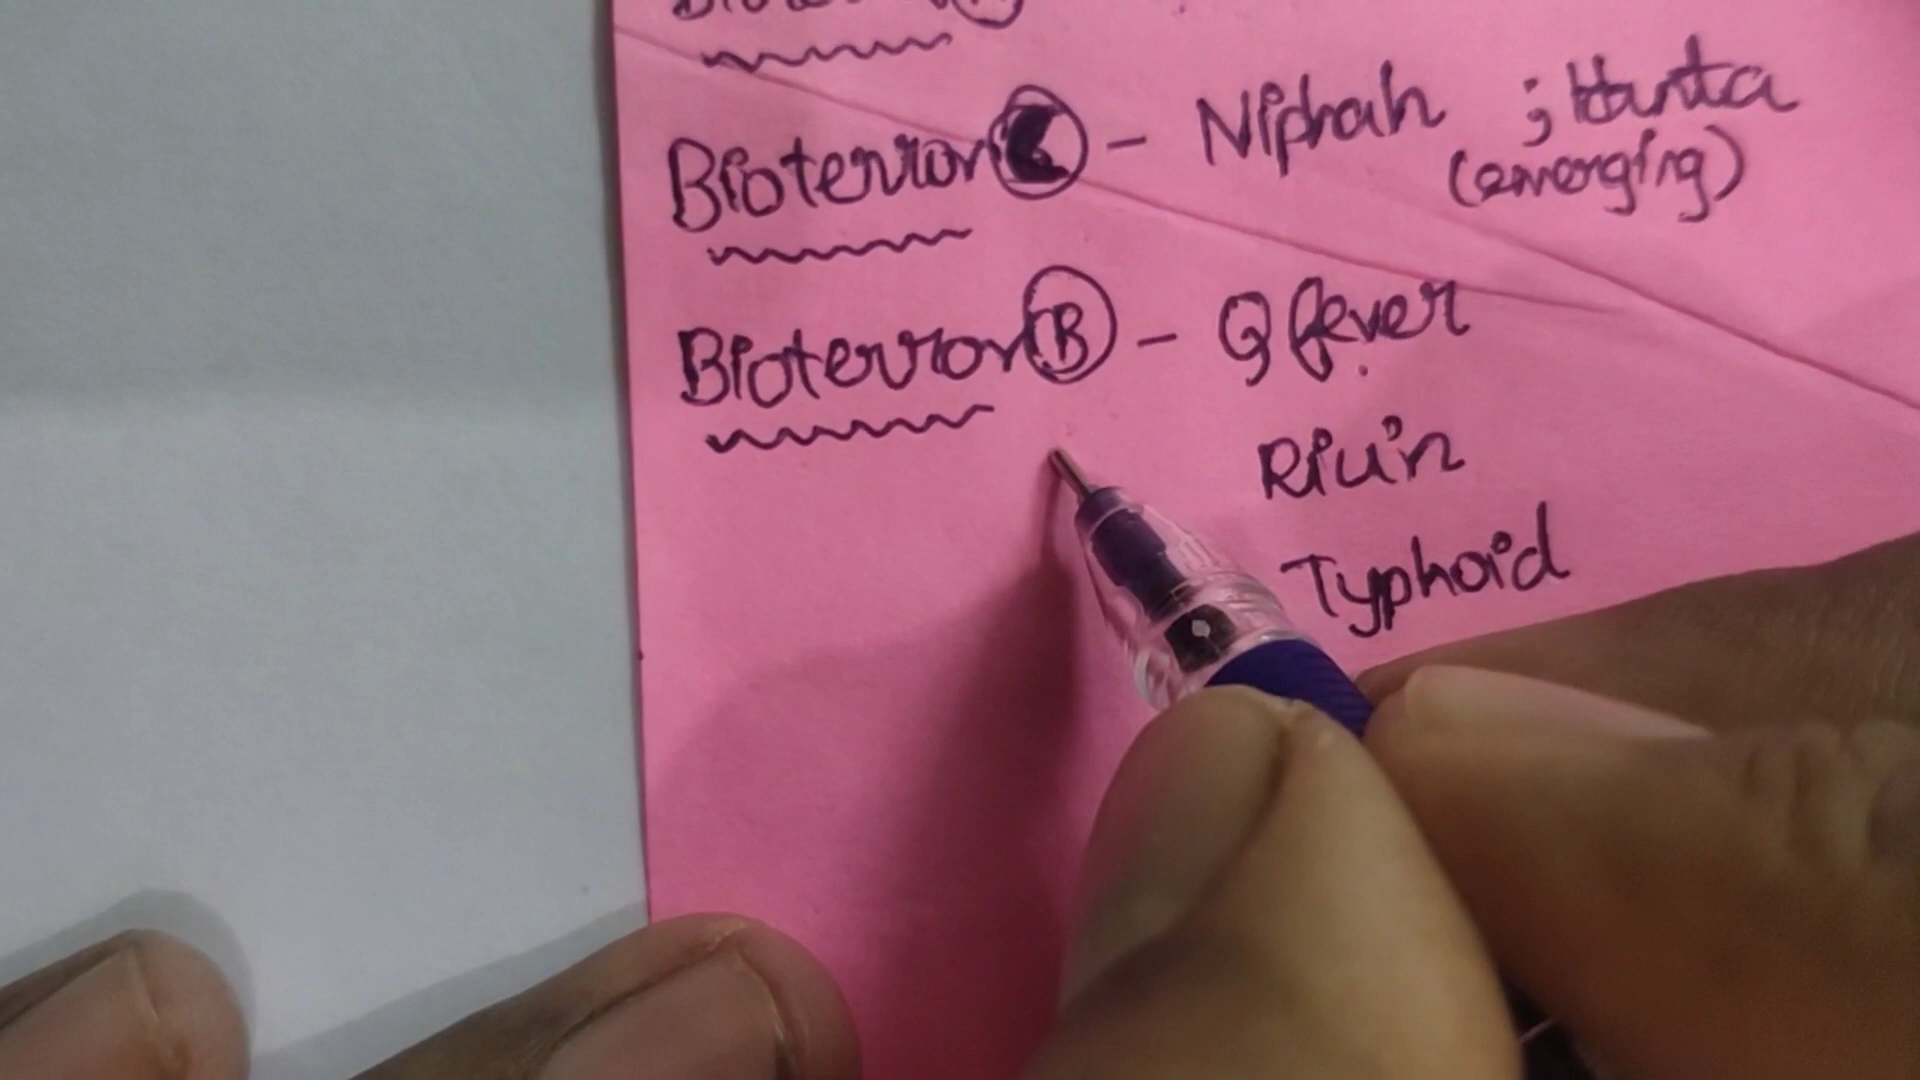 Bioterror C - Niphah ; Hanta
(emerging)
Bioterror B - Q fever
Ricin
Typhoid